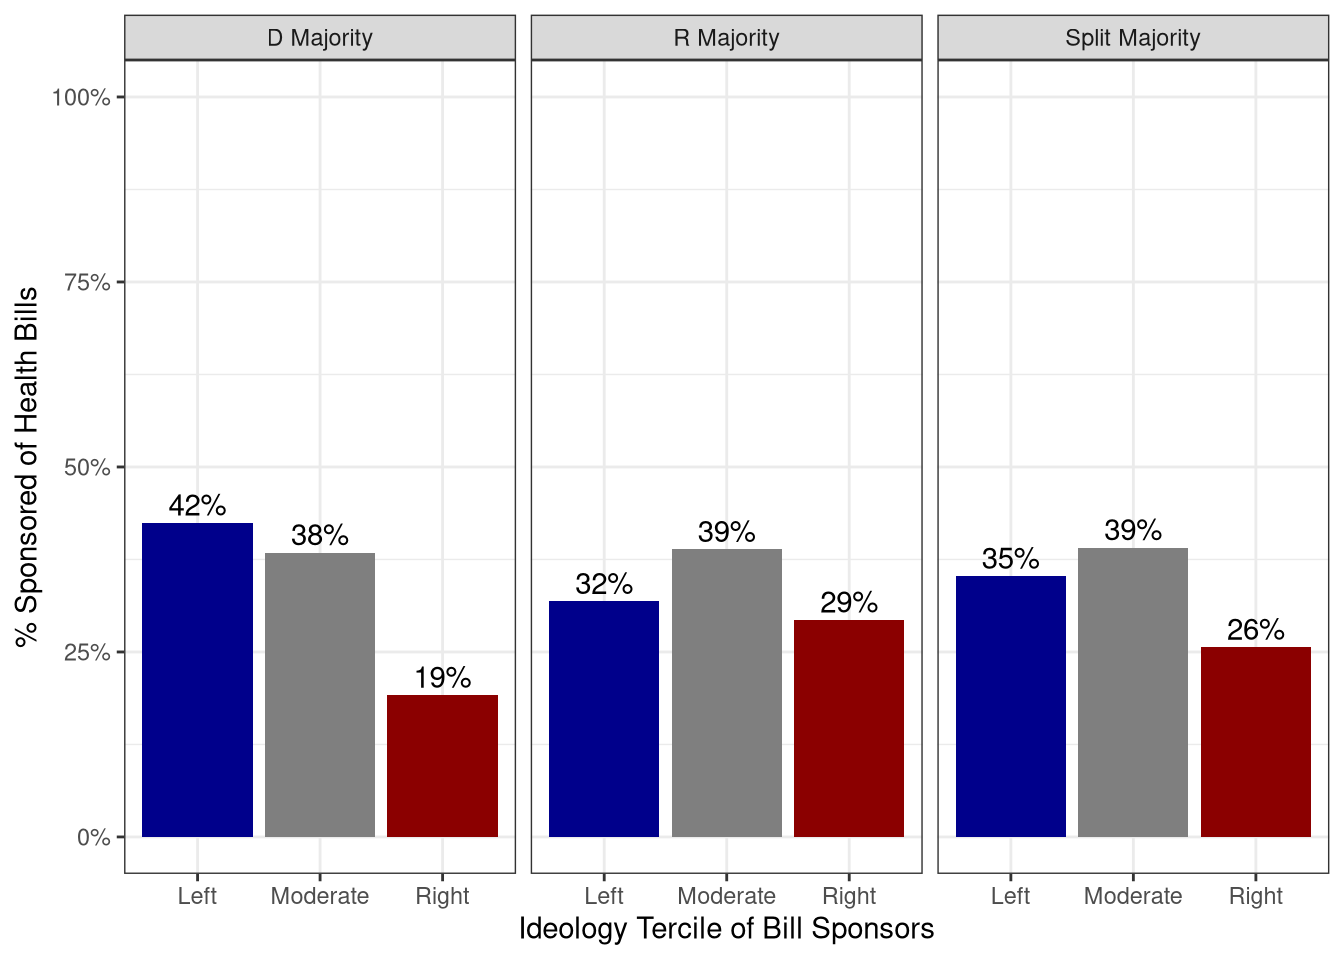 D Majority
R Majority
Split Majority
% Sponsored of Health Bills
100%
75%
50%
25%
0%
42%
38%
19%
32%
39%
29%
35%
39%
26%
Left
Moderate
Right
Left
Moderate
Right
Left
Moderate
Right
Ideology Tercile of Bill Sponsors